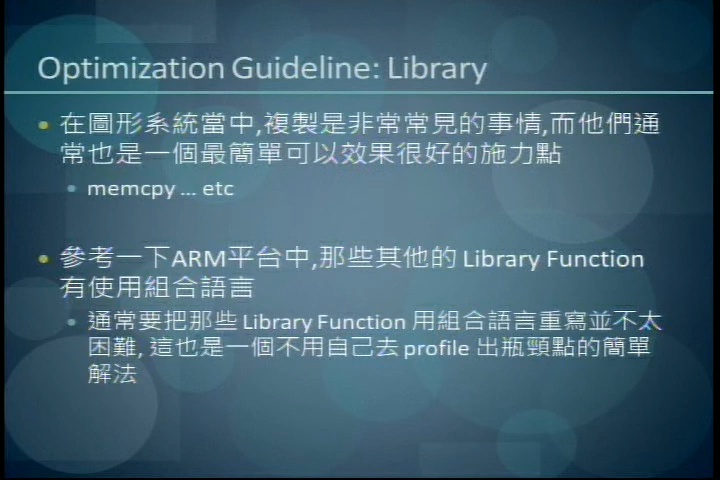 Optimization Guideline: Library
在圖形系統當中,複製是非常常見的事情,而他們通
常也是一個最簡單可以效果很好的施力點
memcpy ... etc
參考一下ARM平台中,那些其他的 Library Function
有使用組合語言
通常要把那些 Library Function 用組合語言重寫並不太
困難, 這也是一個不用自己去 profile 出瓶頸點的簡單
解法